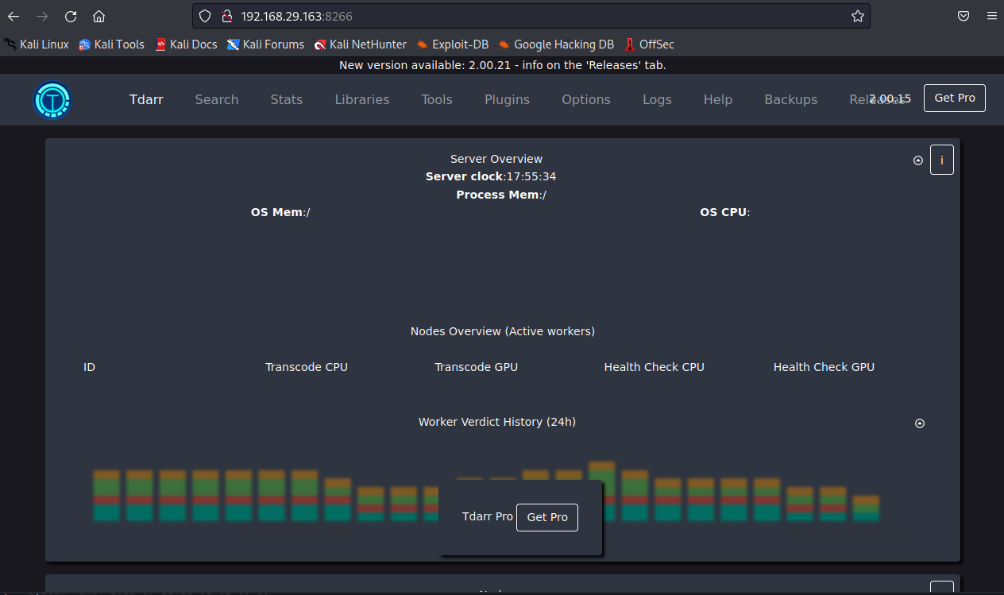 192.168.29.163:8266
Kali Linux Kali Tools Kali Docs Kali Forums Kali NetHunter Exploit-DB Google Hacking DB OffSec
New version available: 2.00.21 - info on the 'Releases' tab.
Tdarr Search Stats Libraries Tools Plugins Options Logs Help Backups Releases 2.00.15 Get Pro
Server Overview
i
Server clock:17:55:34
Process Mem:/
OS Mem:/ OS CPU:
Nodes Overview (Active workers)
ID Transcode CPU Transcode GPU Health Check CPU Health Check GPU
Worker Verdict History (24h)
Tdarr Pro Get Pro